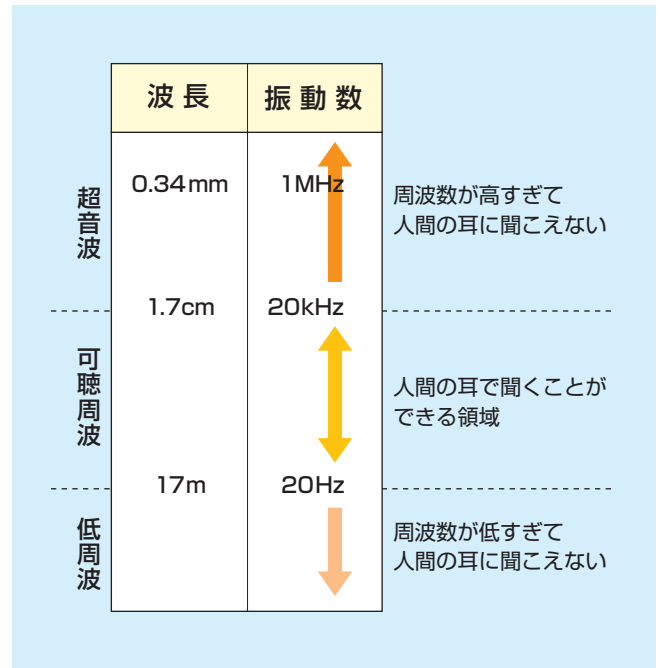 波長 振動数
超音波
0.34mm 1MHz
周波数が高すぎて
人間の耳に聞こえない
1.7cm 20kHz
可聴周波
人間の耳で聞くことが
できる領域
17m 20Hz
低周波
周波数が低すぎて
人間の耳に聞こえない